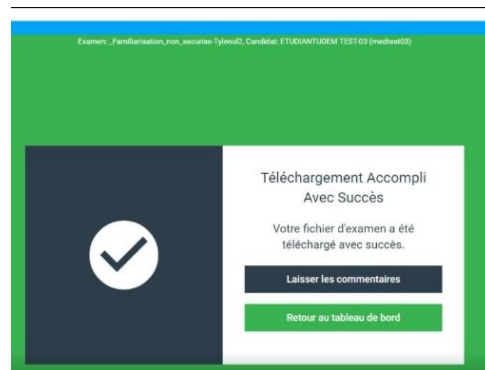 Examen: _Familiarisation_non_securise-Tylenol2, Candidat: ETUDIANTUDEM TEST-03 (medtest03)
Téléchargement Accompli
Avec Succès
Votre fichier d'examen a été
téléchargé avec succès.
Laisser les commentaires
Retour au tableau de bord